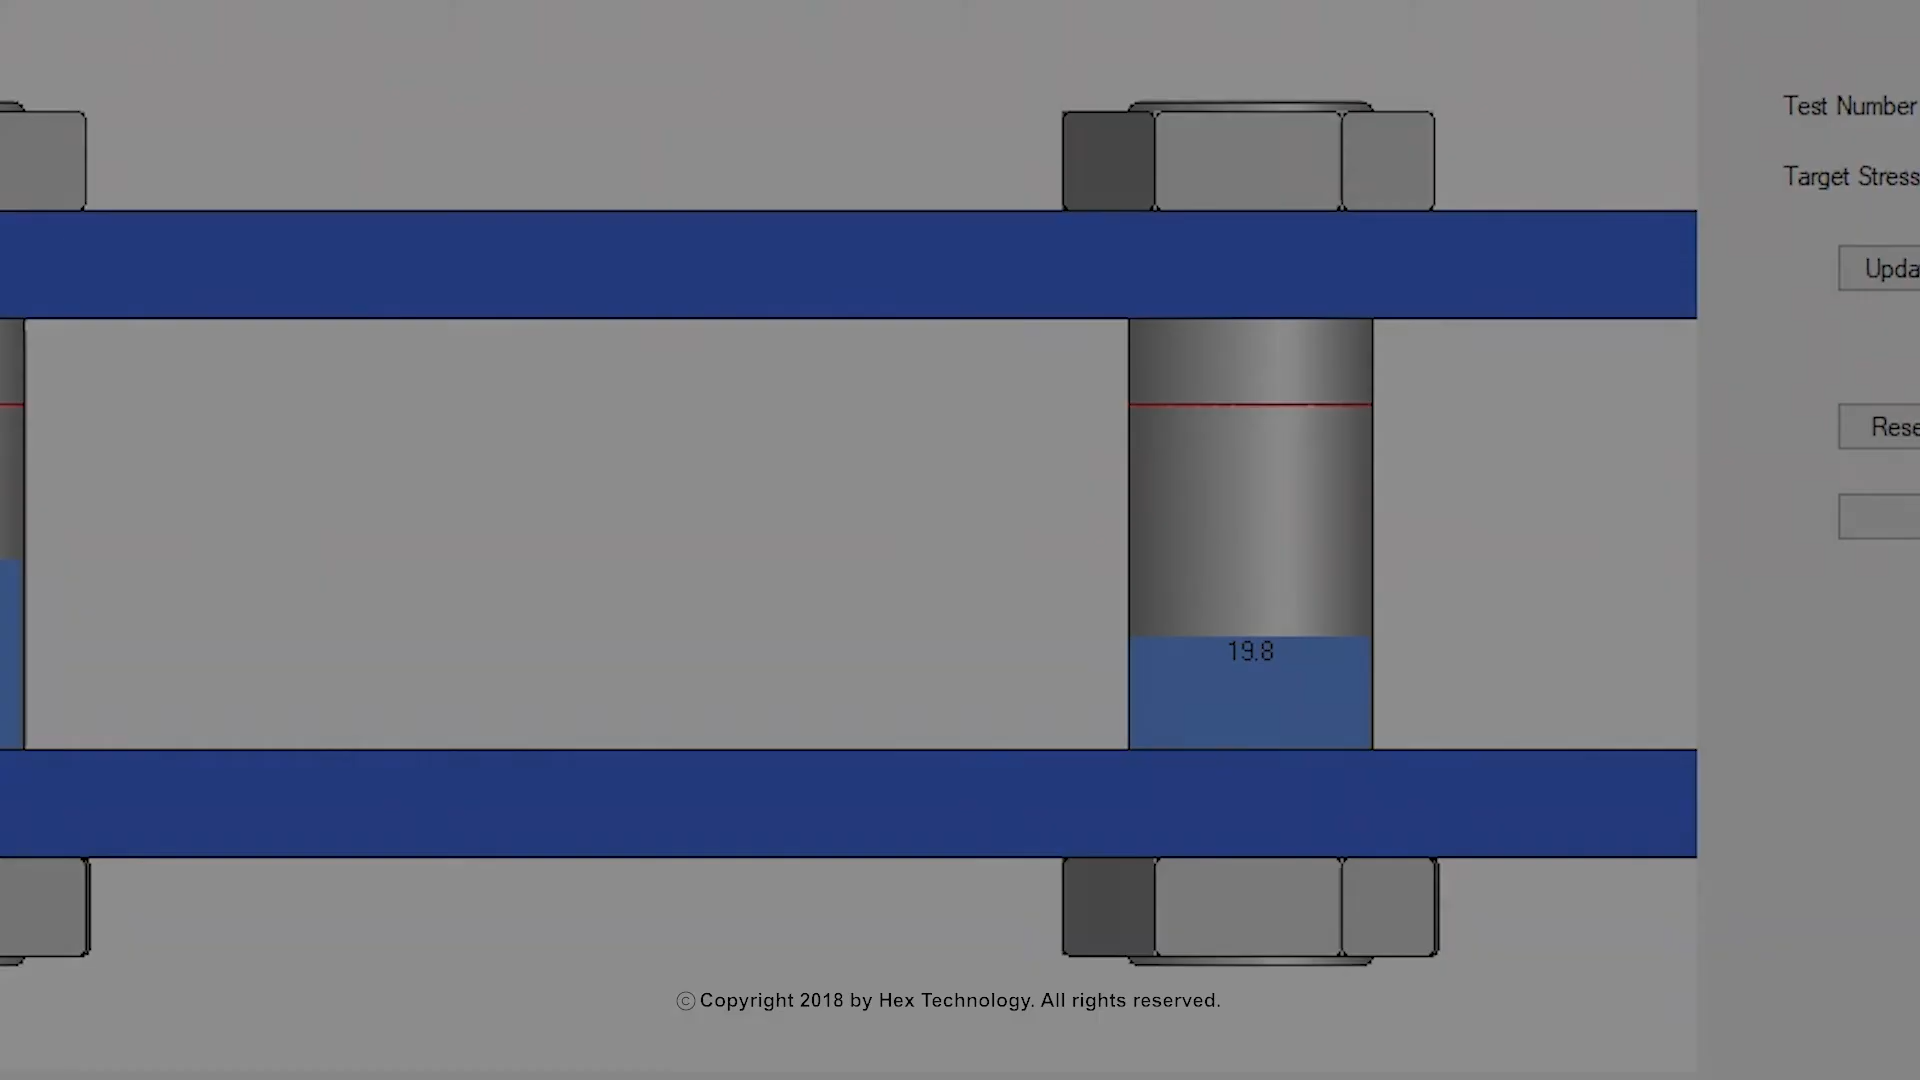 Test Number
Target Stress
Upda
Rese
19.8
©Copyright 2018 by Hex Technology. All rights reserved.